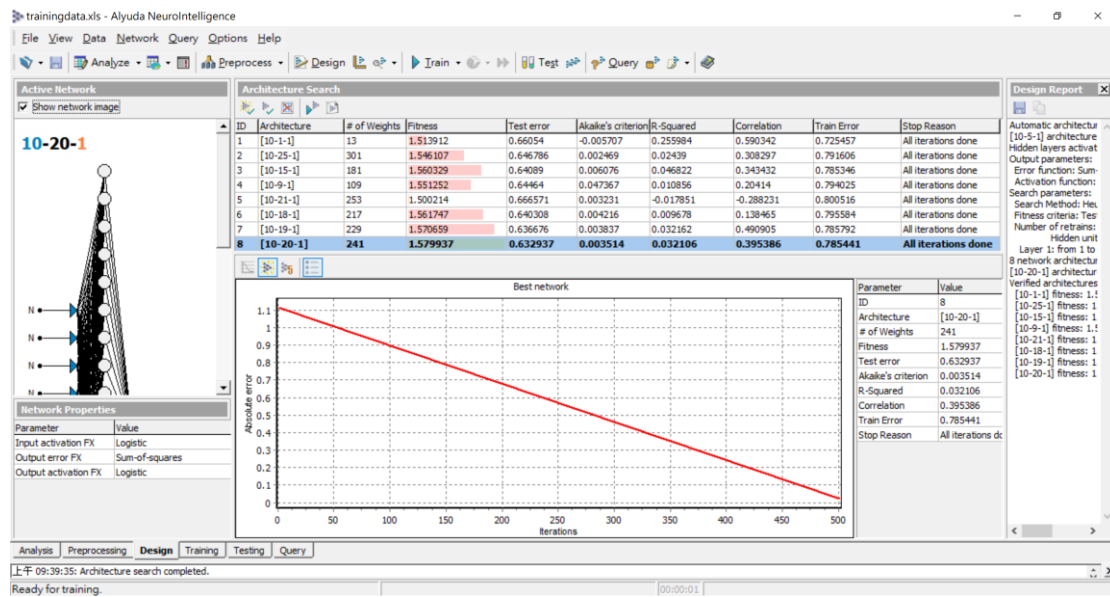 trainingdata.xls - Alyuda NeuroIntelligence
File View Data Network Query Options Help
Analyze Preprocess Design Train Test Query
Active Network
Show network image
10-20-1
N
N
N
N
Network Properties
Parameter Value
Input activation FX Logistic
Output error FX Sum-of-squares
Output activation FX Logistic
Architecture Search
ID Architecture # of Weights Fitness Test error Akaike's criterion R-Squared Correlation Train Error Stop Reason
1 [10-1-1] 13 1.513912 0.66054 -0.005707 0.255984 0.590342 0.725457 All iterations done
2 [10-25-1] 301 1.546107 0.646786 0.002469 0.02439 0.308297 0.791606 All iterations done
3 [10-15-1] 181 1.560329 0.64089 0.006076 0.046822 0.343432 0.785346 All iterations done
4 [10-9-1] 109 1.551252 0.64464 0.047367 0.010856 0.20414 0.794025 All iterations done
5 [10-21-1] 253 1.500214 0.666571 0.003231 -0.017851 -0.288231 0.800516 All iterations done
6 [10-18-1] 217 1.561747 0.640308 0.004216 0.009678 0.138465 0.795584 All iterations done
7 [10-19-1] 229 1.570659 0.636676 0.003837 0.032162 0.490905 0.785792 All iterations done
8 [10-20-1] 241 1.579937 0.632937 0.003514 0.032106 0.395386 0.785441 All iterations done
Best network
Absolute error
1.1
1
0.9
0.8
0.7
0.6
0.5
0.4
0.3
0.2
0.1
0
0 50 100 150 200 250 300 350 400 450 500
Iterations
Parameter Value
ID 8
Architecture [10-20-1]
# of Weights 241
Fitness 1.579937
Test error 0.632937
Akaike's criterion 0.003514
R-Squared 0.032106
Correlation 0.395386
Train Error 0.785441
Stop Reason All iterations dc
Design Report
Automatic architectur
[10-5-1] architecture
Hidden layers activat
Output parameters:
Error function: Sum-
Activation function:
Search parameters:
Search Method: Heu
Fitness criteria: Tes
Number of retrains:
Hidden unit
Layer 1: from 1 to
8 network architectur
[10-20-1] architectur
Verified architectures
[10-1-1] fitness: 1.5
[10-25-1] fitness: 1
[10-15-1] fitness: 1
[10-9-1] fitness: 1.5
[10-21-1] fitness: 1
[10-18-1] fitness: 1
[10-19-1] fitness: 1
[10-20-1] fitness: 1
Analysis Preprocessing Design Training Testing Query
上午 09:39:35: Architecture search completed.
Ready for training. 00:00:01